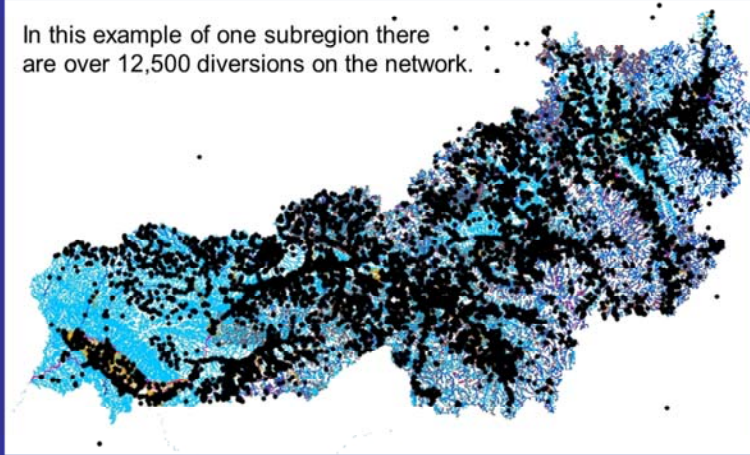 In this example of one subregion there
are over 12,500 diversions on the network.